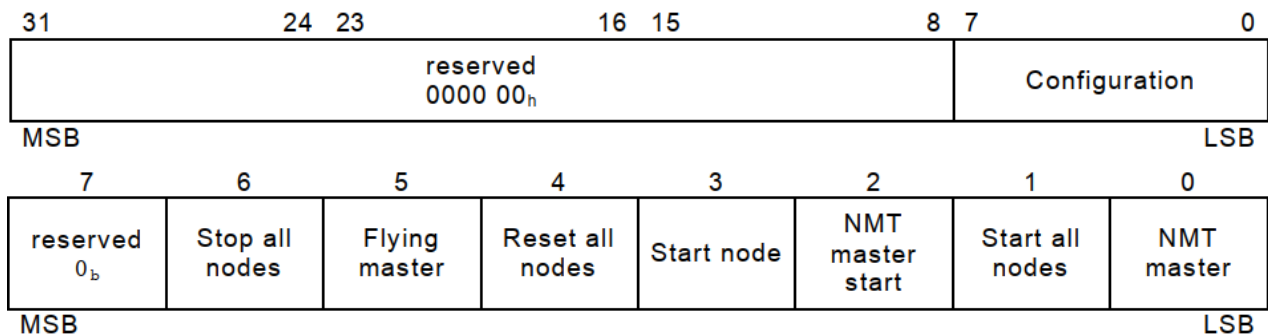 31 24 23 16 15 8 7 0
reserved
0000 00h
Configuration
MSB LSB
7 6 5 4 3 2 1 0
reserved
0b
Stop all
nodes
Flying
master
Reset all
nodes
Start node
NMT
master
start
Start all
nodes
NMT
master
MSB LSB